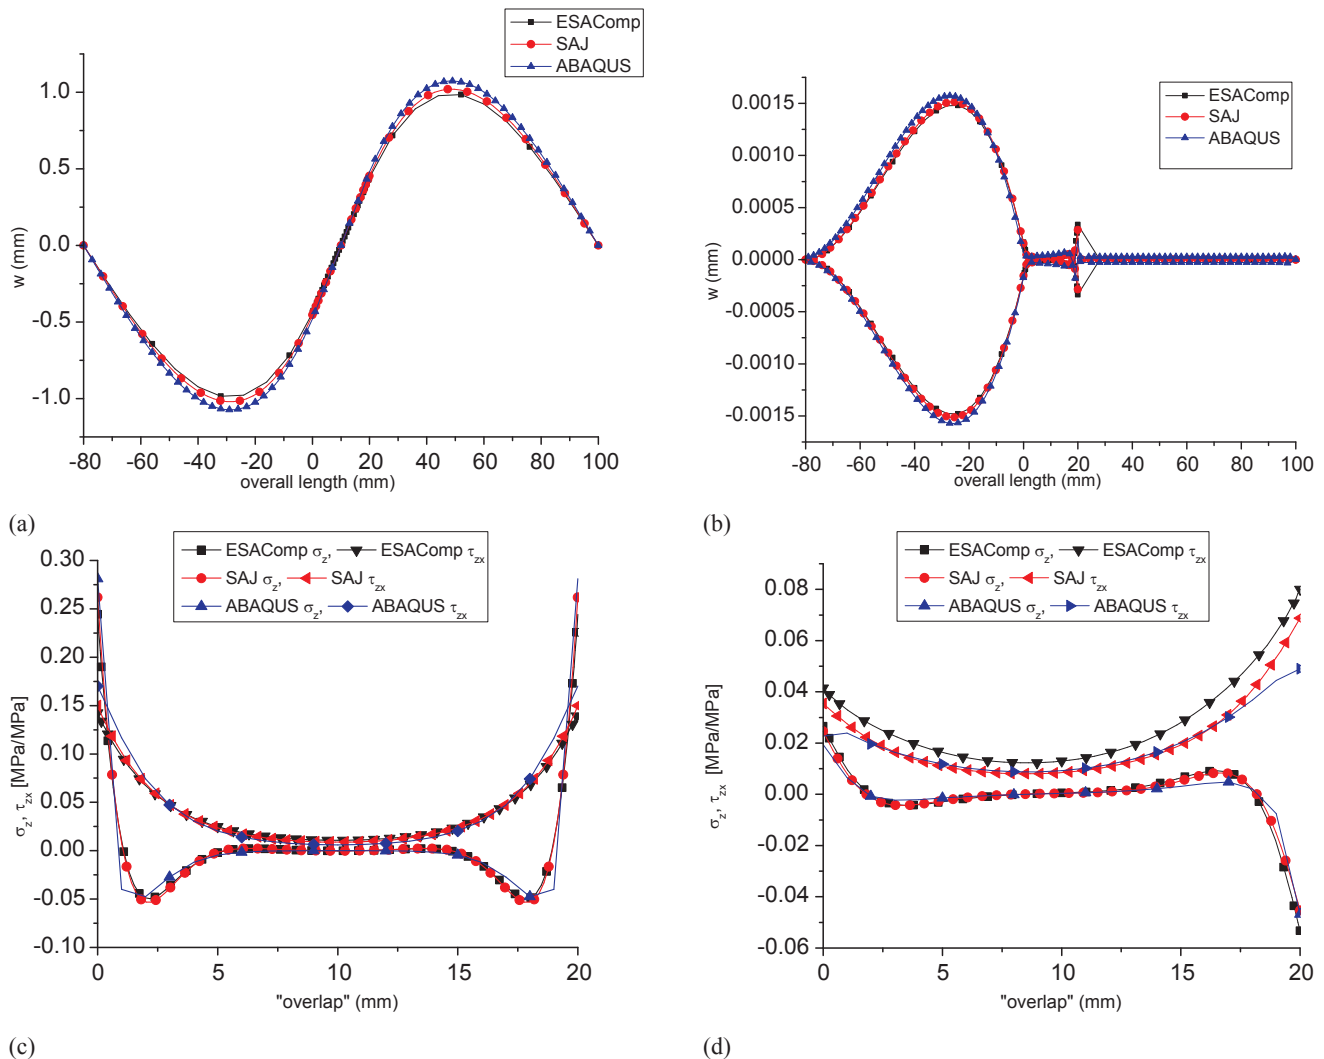 ESAComp
SAJ
ABAQUS
1.0
0.5
0.0
-0.5
-1.0
w (mm)
-80 -60 -40 -20 0 20 40 60 80 100
overall length (mm)
(a)
ESAComp
SAJ
ABAQUS
0.0015
0.0010
0.0005
0.0000
-0.0005
-0.0010
-0.0015
w (mm)
-80 -60 -40 -20 0 20 40 60 80 100
overall length (mm)
(b)
ESAComp σz, ESAComp τzx
SAJ σz, SAJ τzx
ABAQUS σz, ABAQUS τzx
0.30
0.25
0.20
0.15
0.10
0.05
0.00
-0.05
-0.10
σz, τzx [MPa/MPa]
0 5 10 15 20
"overlap" (mm)
(c)
ESAComp σz, ESAComp τzx
SAJ σz, SAJ τzx
ABAQUS σz, ABAQUS τzx
0.08
0.06
0.04
0.02
0.00
-0.02
-0.04
-0.06
σz, τzx [MPa/MPa]
0 5 10 15 20
"overlap" (mm)
(d)